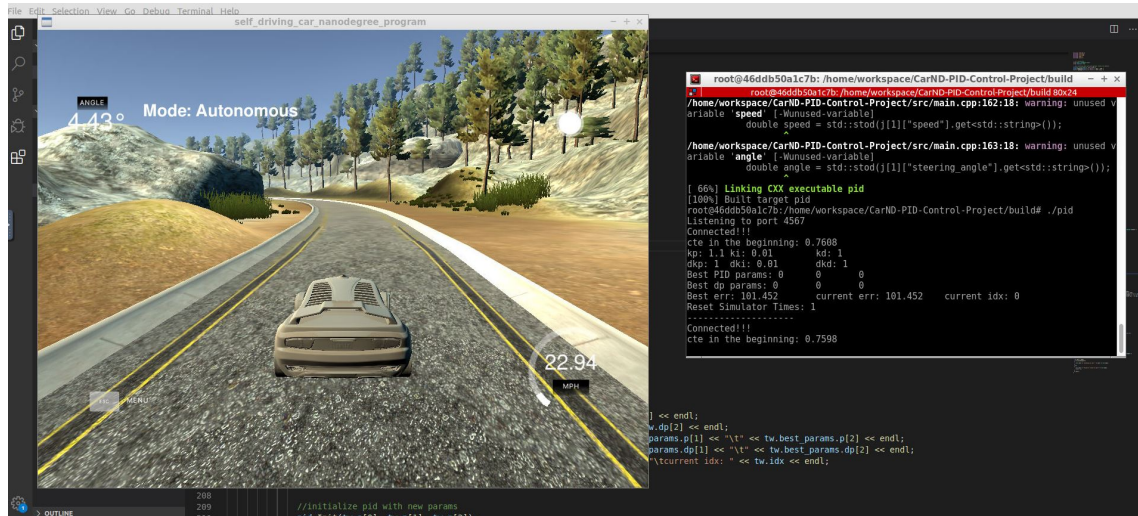 File Edit Selection View Go Debug Terminal Help
self_driving_car_nanodegree_program
ANGLE
4.43°
Mode: Autonomous
22.94
MPH
MENU
root@46ddb50a1c7b: /home/workspace/CarND-PID-Control-Project/build
root@46ddb50a1c7b: /home/workspace/CarND-PID-Control-Project/build 80x24
/home/workspace/CarND-PID-Control-Project/src/main.cpp:162:18: warning: unused v
ariable 'speed' [-Wunused-variable]
double speed = std::stod(j[1]["speed"].get<std::string>());
^
/home/workspace/CarND-PID-Control-Project/src/main.cpp:163:18: warning: unused v
ariable 'angle' [-Wunused-variable]
double angle = std::stod(j[1]["steering_angle"].get<std::string>());
^
[ 66%] Linking CXX executable pid
[100%] Built target pid
root@46ddb50a1c7b:/home/workspace/CarND-PID-Control-Project/build# ./pid
Listening to port 4567
Connected!!!
cte in the beginning: 0.7608
kp: 1.1 ki: 0.01 kd: 1
dkp: 1 dki: 0.01 dkd: 1
Best PID params: 0 0 0
Best dp params: 0 0 0
Best err: 101.452 current err: 101.452 current idx: 0
Reset Simulator Times: 1
--------------------
Connected!!!
cte in the beginning: 0.7598
] << endl;
w.dp[2] << endl;
params.p[1] << "\t" << tw.best_params.p[2] << endl;
params.dp[1] << "\t" << tw.best_params.dp[2] << endl;
"\tcurrent idx: " << tw.idx << endl;
208
209 //initialize pid with new params
OUTLINE